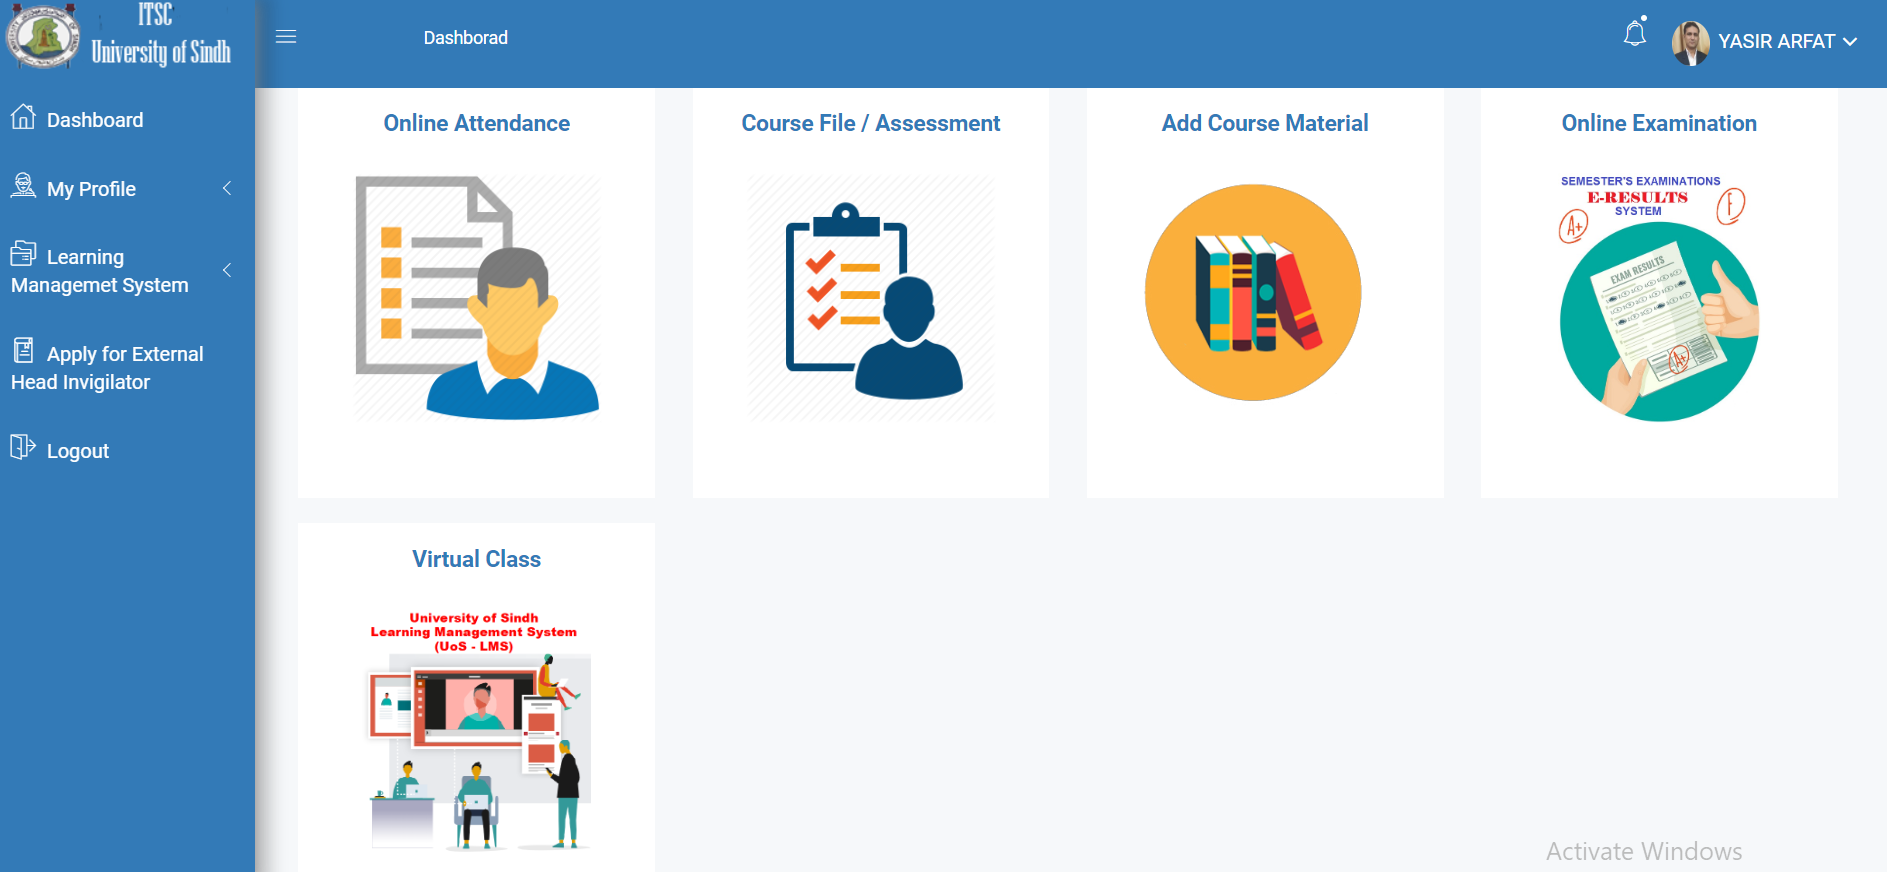 ITSC
University of Sindh
Dashborad
YASIR ARFAT
Dashboard
My Profile
Learning
Managemet System
Apply for External
Head Invigilator
Logout
Online Attendance
Course File / Assessment
Add Course Material
Online Examination
SEMESTER'S EXAMINATIONS
E-RESULTS
SYSTEM
A+
F
EXAM RESULTS
A+
Virtual Class
University of Sindh
Learning Management System
(UoS - LMS)
Activate Windows